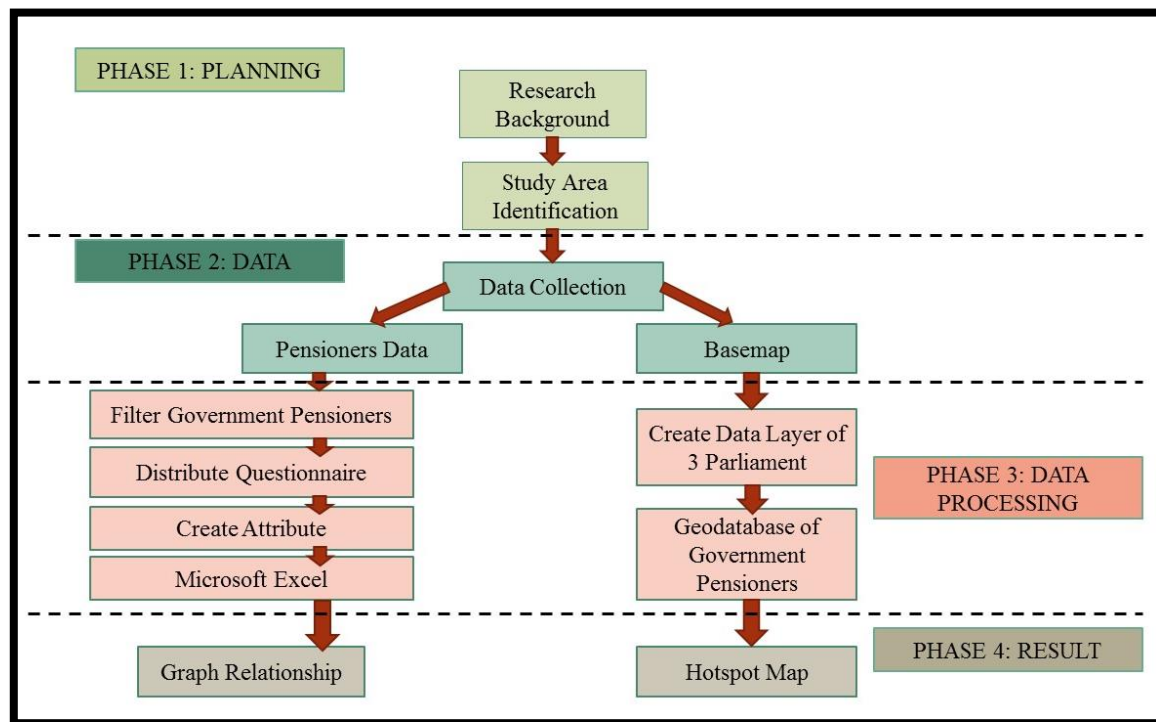 PHASE 1: PLANNING
Research
Background
Study Area
Identification
PHASE 2: DATA
Data Collection
Pensioners Data
Basemap
Filter Government Pensioners
Distribute Questionnaire
Create Attribute
Microsoft Excel
Create Data Layer of
3 Parliament
Geodatabase of
Government
Pensioners
PHASE 3: DATA
PROCESSING
Graph Relationship
Hotspot Map
PHASE 4: RESULT